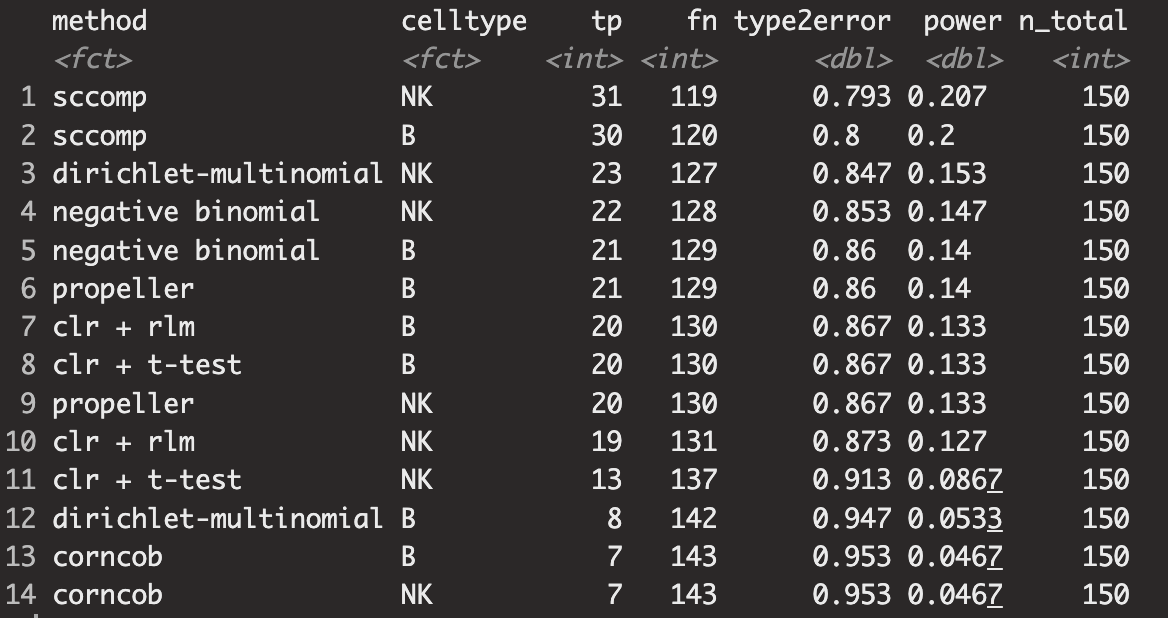 method celltype tp fn type2error power n_total
<fct> <fct> <int> <int> <dbl> <dbl> <int>
1 sccomp NK 31 119 0.793 0.207 150
2 sccomp B 30 120 0.8 0.2 150
3 dirichlet-multinomial NK 23 127 0.847 0.153 150
4 negative binomial NK 22 128 0.853 0.147 150
5 negative binomial B 21 129 0.86 0.14 150
6 propeller B 21 129 0.86 0.14 150
7 clr + rlm B 20 130 0.867 0.133 150
8 clr + t-test B 20 130 0.867 0.133 150
9 propeller NK 20 130 0.867 0.133 150
10 clr + rlm NK 19 131 0.873 0.127 150
11 clr + t-test NK 13 137 0.913 0.0867 150
12 dirichlet-multinomial B 8 142 0.947 0.0533 150
13 corncob B 7 143 0.953 0.0467 150
14 corncob NK 7 143 0.953 0.0467 150